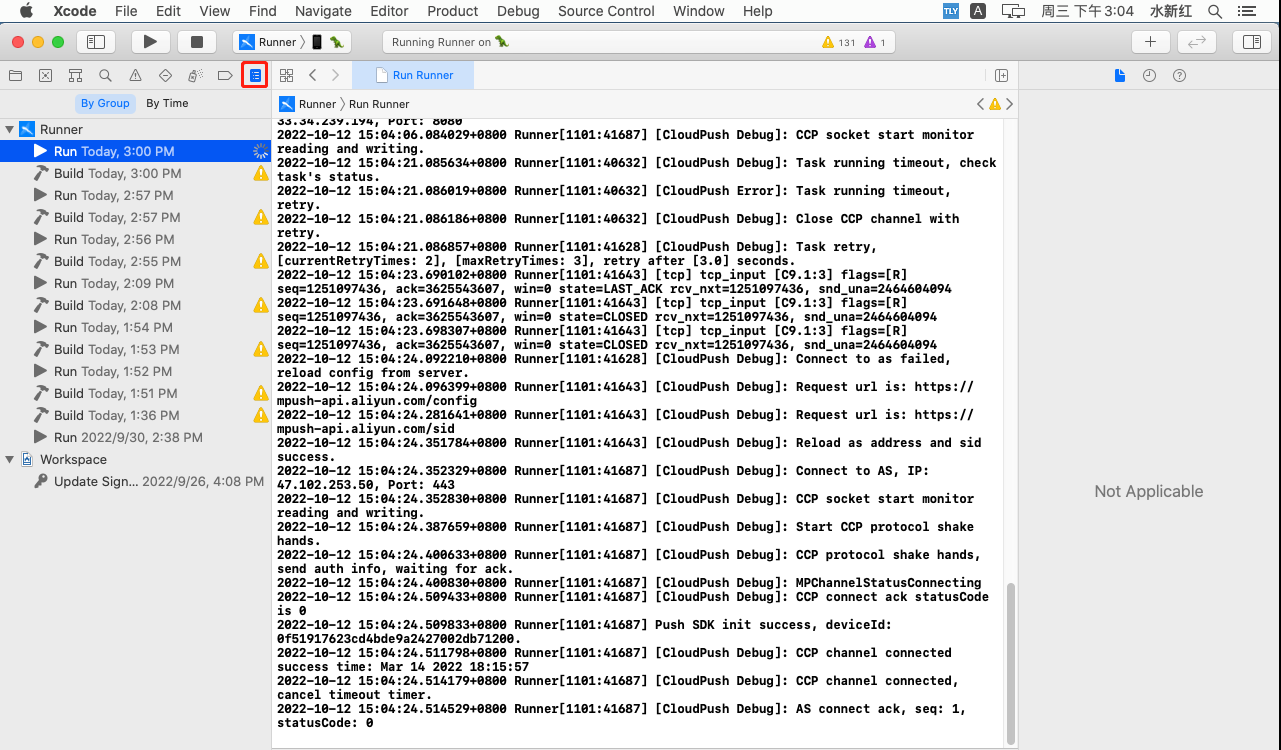 Xcode File Edit View Find Navigate Editor Product Debug Source Control Window Help TLY A 周三 下午3:04 水新红
Runner Running Runner on 131 1
Run Runner
By Group By Time
Runner Run Runner
Runner
Run Today, 3:00 PM
Build Today, 3:00 PM
Run Today, 2:57 PM
Build Today, 2:57 PM
Run Today, 2:56 PM
Build Today, 2:55 PM
Run Today, 2:09 PM
Build Today, 2:08 PM
Run Today, 1:54 PM
Build Today, 1:53 PM
Run Today, 1:52 PM
Build Today, 1:51 PM
Build Today, 1:36 PM
Run 2022/9/30, 2:38 PM
Workspace
Update Sign... 2022/9/26, 4:08 PM
33.34.239.194, Port: 8080
2022-10-12 15:04:06.084029+0800 Runner[1101:41687] [CloudPush Debug]: CCP socket start monitor
reading and writing.
2022-10-12 15:04:21.085634+0800 Runner[1101:40632] [CloudPush Debug]: Task running timeout, check
task's status.
2022-10-12 15:04:21.086019+0800 Runner[1101:40632] [CloudPush Error]: Task running timeout,
retry.
2022-10-12 15:04:21.086186+0800 Runner[1101:40632] [CloudPush Debug]: Close CCP channel with
retry.
2022-10-12 15:04:21.086857+0800 Runner[1101:41628] [CloudPush Debug]: Task retry,
[currentRetryTimes: 2], [maxRetryTimes: 3], retry after [3.0] seconds.
2022-10-12 15:04:23.690102+0800 Runner[1101:41643] [tcp] tcp_input [C9.1:3] flags=[R]
seq=1251097436, ack=3625543607, win=0 state=LAST_ACK rcv_nxt=1251097436, snd_una=2464604094
2022-10-12 15:04:23.691648+0800 Runner[1101:41643] [tcp] tcp_input [C9.1:3] flags=[R]
seq=1251097436, ack=3625543607, win=0 state=CLOSED rcv_nxt=1251097436, snd_una=2464604094
2022-10-12 15:04:23.698307+0800 Runner[1101:41643] [tcp] tcp_input [C9.1:3] flags=[R]
seq=1251097436, ack=3625543607, win=0 state=CLOSED rcv_nxt=1251097436, snd_una=2464604094
2022-10-12 15:04:24.092210+0800 Runner[1101:41628] [CloudPush Debug]: Connect to as failed,
reload config from server.
2022-10-12 15:04:24.096399+0800 Runner[1101:41643] [CloudPush Debug]: Request url is: https://
mpush-api.aliyun.com/config
2022-10-12 15:04:24.281641+0800 Runner[1101:41643] [CloudPush Debug]: Request url is: https://
mpush-api.aliyun.com/sid
2022-10-12 15:04:24.351784+0800 Runner[1101:41643] [CloudPush Debug]: Reload as address and sid
success.
2022-10-12 15:04:24.352329+0800 Runner[1101:41687] [CloudPush Debug]: Connect to AS, IP:
47.102.253.50, Port: 443
2022-10-12 15:04:24.352830+0800 Runner[1101:41687] [CloudPush Debug]: CCP socket start monitor
reading and writing.
2022-10-12 15:04:24.387659+0800 Runner[1101:41687] [CloudPush Debug]: Start CCP protocol shake
hands.
2022-10-12 15:04:24.400633+0800 Runner[1101:41687] [CloudPush Debug]: CCP protocol shake hands,
send auth info, waiting for ack.
2022-10-12 15:04:24.400830+0800 Runner[1101:41687] [CloudPush Debug]: MPChannelStatusConnecting
2022-10-12 15:04:24.509433+0800 Runner[1101:41687] [CloudPush Debug]: CCP connect ack statusCode
is 0
2022-10-12 15:04:24.509833+0800 Runner[1101:41687] Push SDK init success, deviceId:
0f51917623cd4bde9a2427002db71200.
2022-10-12 15:04:24.511798+0800 Runner[1101:41687] [CloudPush Debug]: CCP channel connected
success time: Mar 14 2022 18:15:57
2022-10-12 15:04:24.514179+0800 Runner[1101:41687] [CloudPush Debug]: CCP channel connected,
cancel timeout timer.
2022-10-12 15:04:24.514529+0800 Runner[1101:41687] [CloudPush Debug]: AS connect ack, seq: 1,
statusCode: 0
Not Applicable